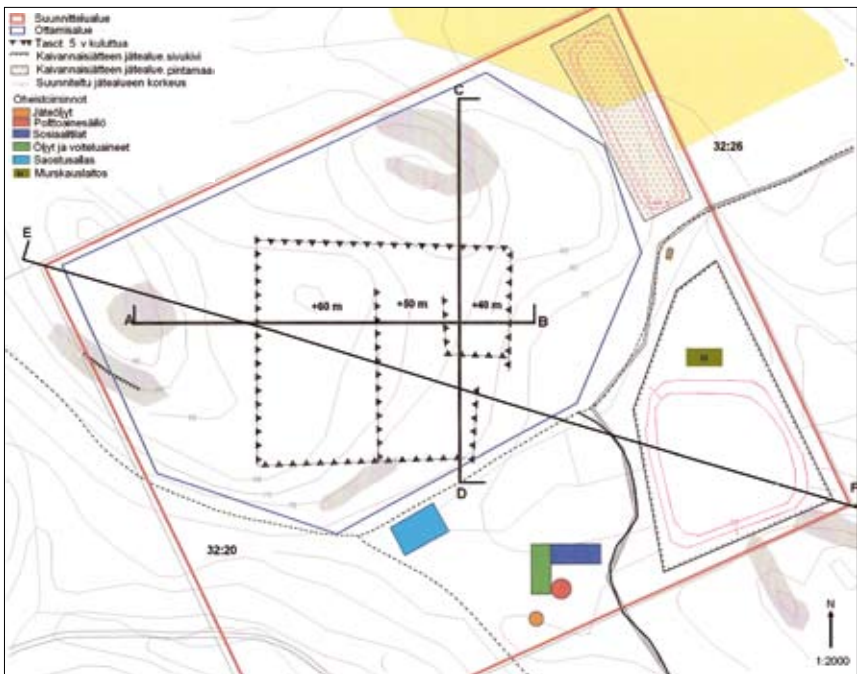 Suunnittelualue
Ottamisalue
Tasot 5 v kuluttua
Kaivannaisjätteen jätealue, sivukivi
Kaivannaisjätteen jätealue, pintamaa
Suunniteltu jätealueen korkeus
Oheistoiminnot
Jäteöljyt
Polttoainesäiliö
Sosiaalitilat
Öljyt ja voiteluaineet
Saostusallas
Murskauslaitos
C
32:26
E
+60 m
+50 m
+40 m
A
B
D
F
32:20
N
1:2000